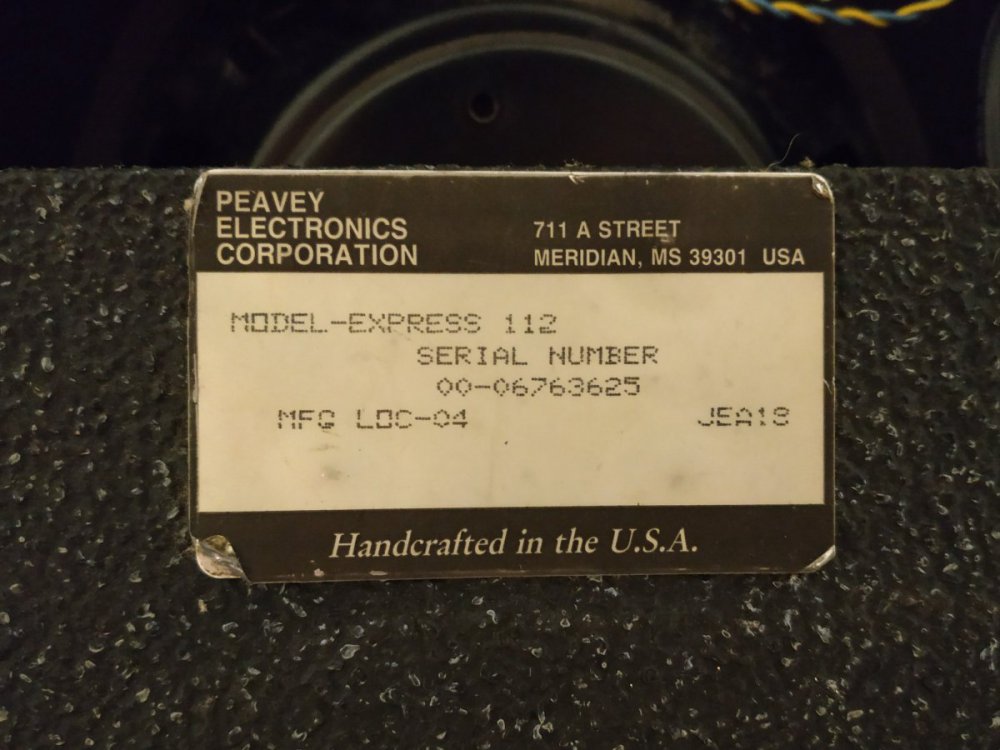 PEAVEY
ELECTRONICS
CORPORATION
711 A STREET
MERIDIAN, MS 39301 USA
MODEL-EXPRESS 112
SERIAL NUMBER
00-06763625
MFG LOC-04 JEA18
Handcrafted in the U.S.A.